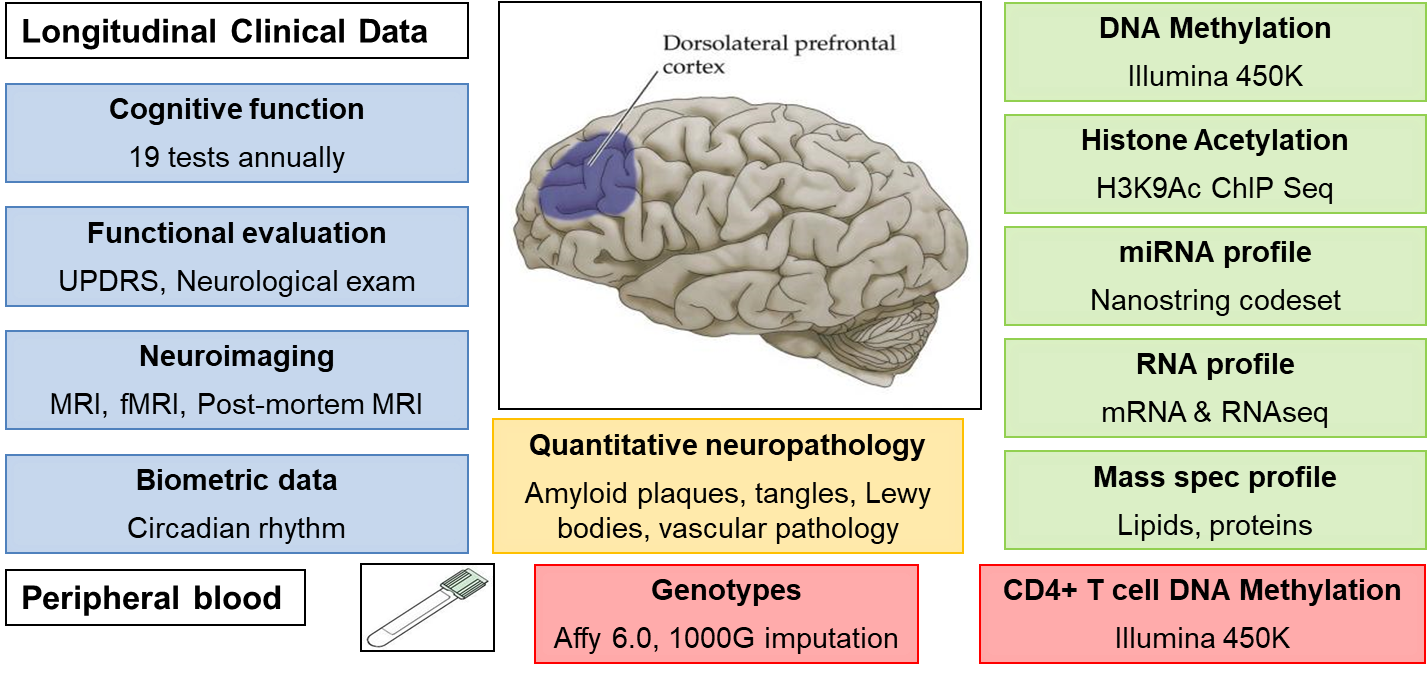 Longitudinal Clinical Data
Cognitive function
19 tests annually
Functional evaluation
UPDRS, Neurological exam
Neuroimaging
MRI, fMRI, Post-mortem MRI
Biometric data
Circadian rhythm
Dorsolateral prefrontal
cortex
Quantitative neuropathology
Amyloid plaques, tangles, Lewy
bodies, vascular pathology
DNA Methylation
Illumina 450K
Histone Acetylation
H3K9Ac ChIP Seq
miRNA profile
Nanostring codeset
RNA profile
mRNA & RNAseq
Mass spec profile
Lipids, proteins
Peripheral blood
Genotypes
Affy 6.0, 1000G imputation
CD4+ T cell DNA Methylation
Illumina 450K